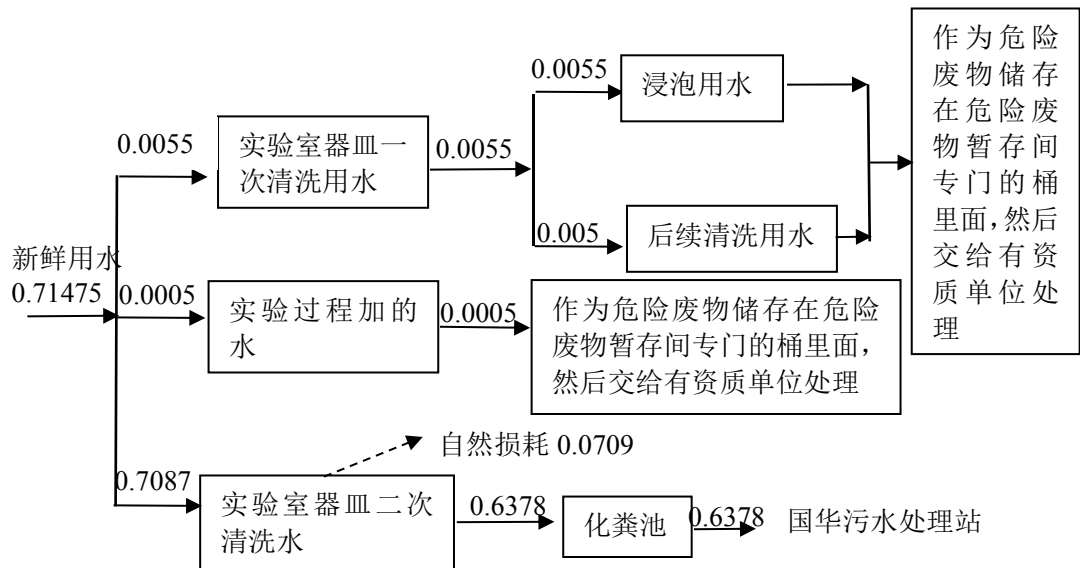 新鲜用水
0.71475
0.0055
实验室器皿一
次清洗用水
0.0055
0.0055
浸泡用水
0.005
后续清洗用水
作为危险
废物储存
在危险废
物暂存间
专门的桶
里面,然后
交给有资
质单位处
理
0.0005
实验过程加的
水
0.0005
作为危险废物储存在危险
废物暂存间专门的桶里面,
然后交给有资质单位处理
自然损耗 0.0709
0.7087
实验室器皿二次
清洗水
0.6378
化粪池
0.6378
国华污水处理站